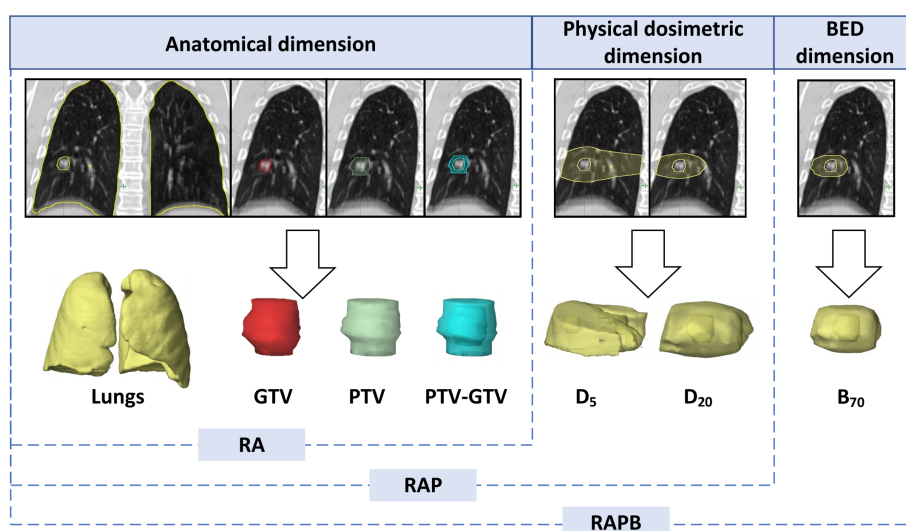 Anatomical dimension
Physical dosimetric
dimension
BED
dimension
Lungs
GTV
PTV
PTV-GTV
D₅
D₂₀
B₇₀
RA
RAP
RAPB